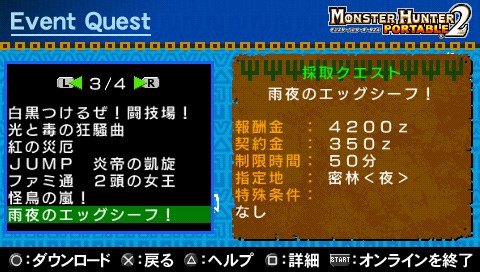 Event Quest
MONSTER HUNTER
PORTABLE 2
L 3/4 R
白黒つけるぜ！闘技場！
光と毒の狂騒曲
紅の災厄
ＪＵＭＰ　炎帝の凱旋
ファミ通　２頭の女王
怪鳥の嵐！
雨夜のエッグシーフ！
採取クエスト
雨夜のエッグシーフ！
報酬金　：　４２００ｚ
契約金　：　３５０ｚ
制限時間：　５０分
指定地　：　密林＜夜＞
特殊条件：
なし
○:ダウンロード　×:戻る　△:ヘルプ　□:詳細　START:オンラインを終了